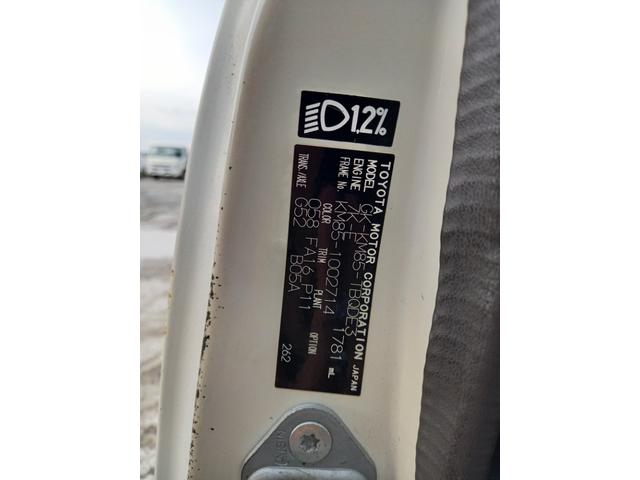 1.2%
TOYOTA MOTOR CORPORATION JAPAN
MODEL GK-KM85-TBQDE3
ENGINE 7K-E 1781 mL
FRAME No. KM85-1002714
COLOR TRIM PLANT OPTION
058 FA16 P11 262
TRANS./AXLE G52 B05A
AISIN